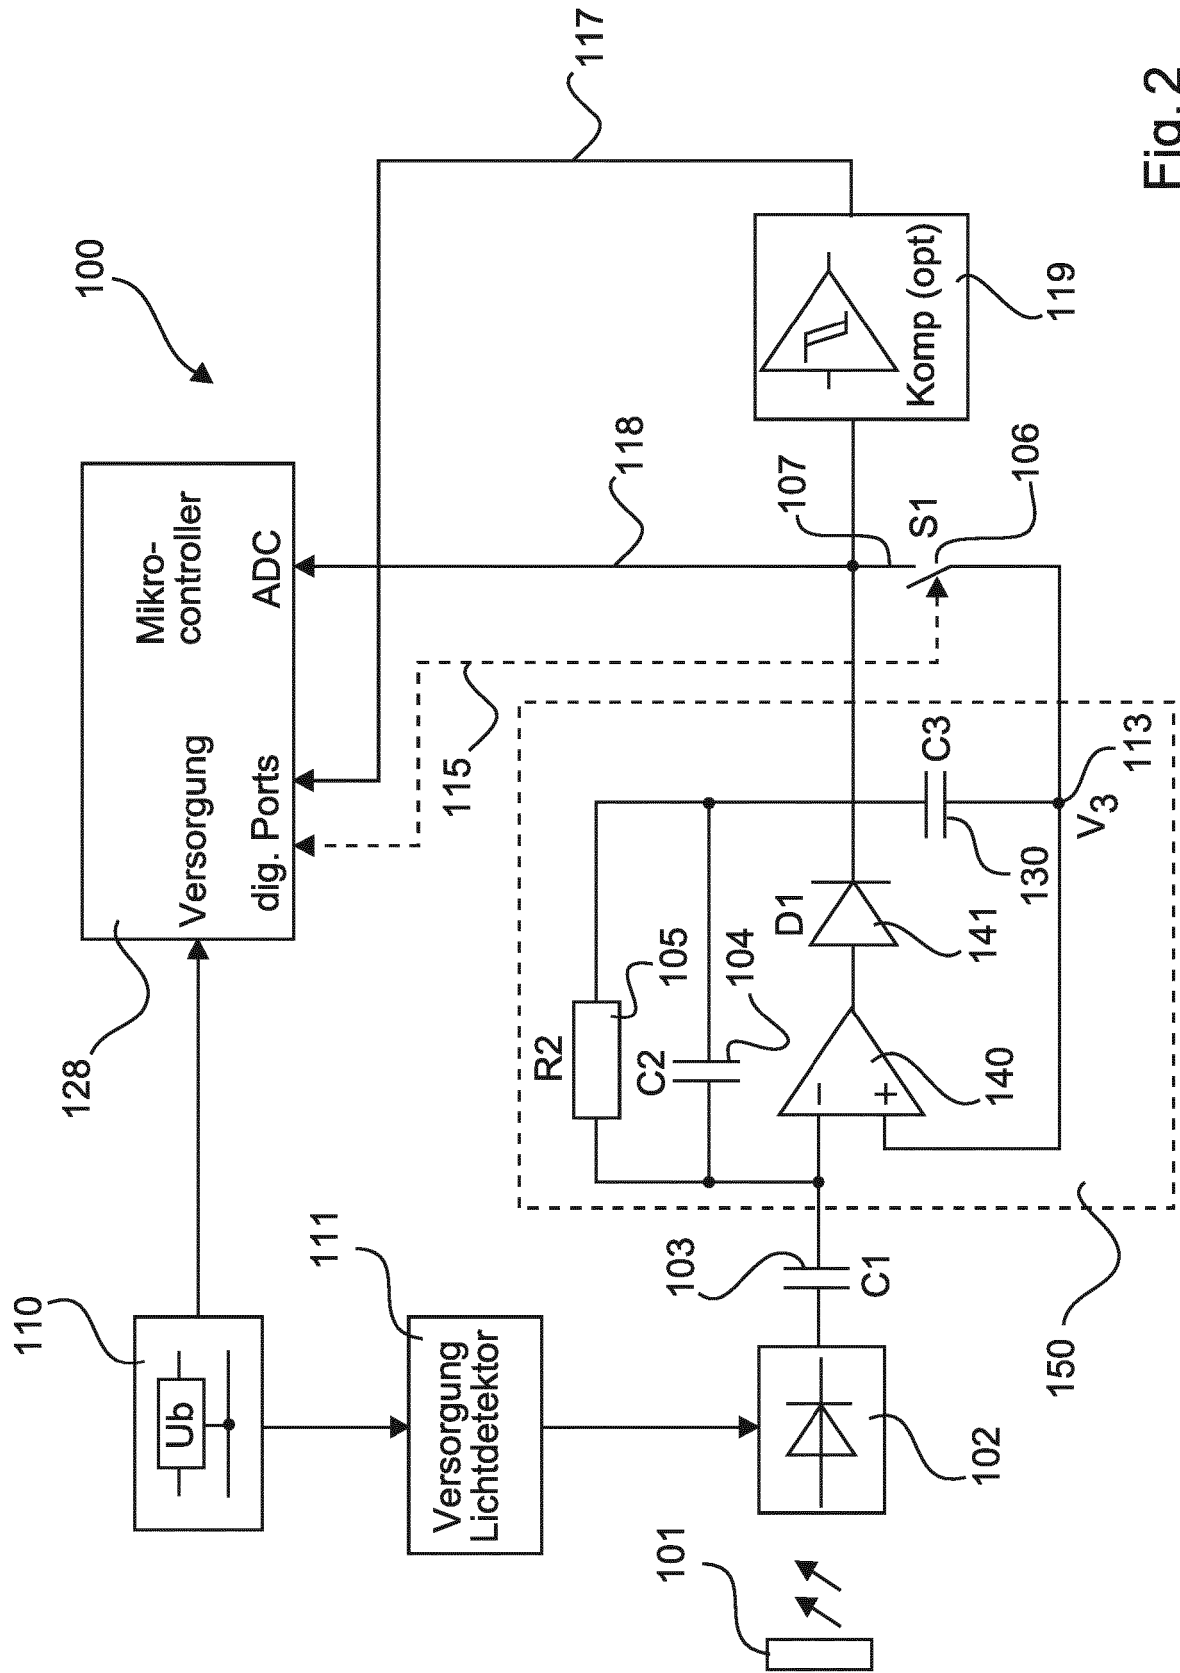 100
110
Ub
128
Versorgung
Mikro-
controller
dig. Ports
ADC
111
Versorgung
Lichtdetektor
115
118
117
R2
105
C2
104
101
102
103
C1
140
D1
141
C3
130
V3
113
107
S1
106
Komp (opt)
119
150
Fig. 2